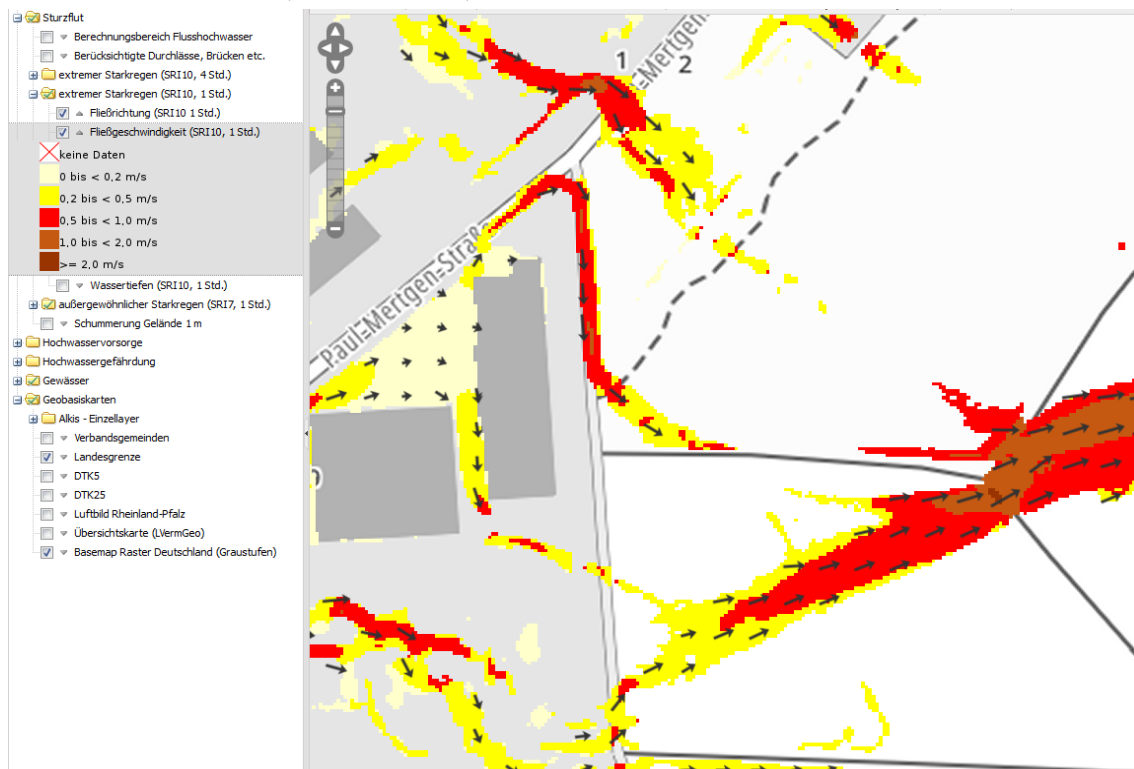 Sturzflut
Berechnungsbereich Flusshochwasser
Berücksichtigte Durchlässe, Brücken etc.
extremer Starkregen (SRI10, 4 Std.)
extremer Starkregen (SRI10, 1 Std.)
Fließrichtung (SRI10 1 Std.)
Fließgeschwindigkeit (SRI10, 1 Std.)
keine Daten
0 bis < 0,2 m/s
0,2 bis < 0,5 m/s
0,5 bis < 1,0 m/s
1,0 bis < 2,0 m/s
>= 2,0 m/s
Wassertiefen (SRI10, 1 Std.)
außergewöhnlicher Starkregen (SRI7, 1 Std.)
Schummerung Gelände 1 m
Hochwasservorsorge
Hochwassergefährdung
Gewässer
Geobasiskarten
Alkis - Einzellayer
Verbandsgemeinden
Landesgrenze
DTK5
DTK25
Luftbild Rheinland-Pfalz
Übersichtskarte (LVermGeo)
Basemap Raster Deutschland (Graustufen)
1
2
=Mertgen=
Paul=Mertgen=Straße